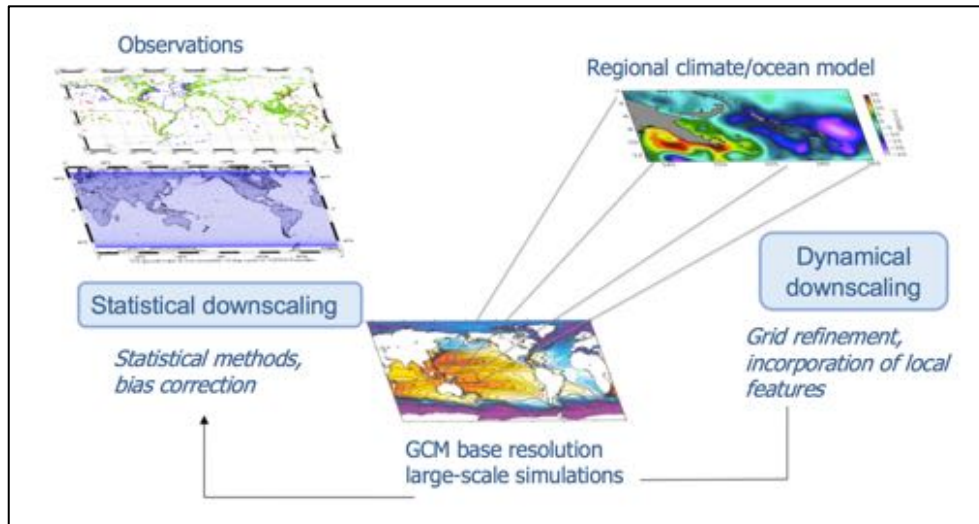 Observations
Regional climate/ocean model
Statistical downscaling
Dynamical
downscaling
Statistical methods,
bias correction
Grid refinement,
incorporation of local
features
GCM base resolution
large-scale simulations